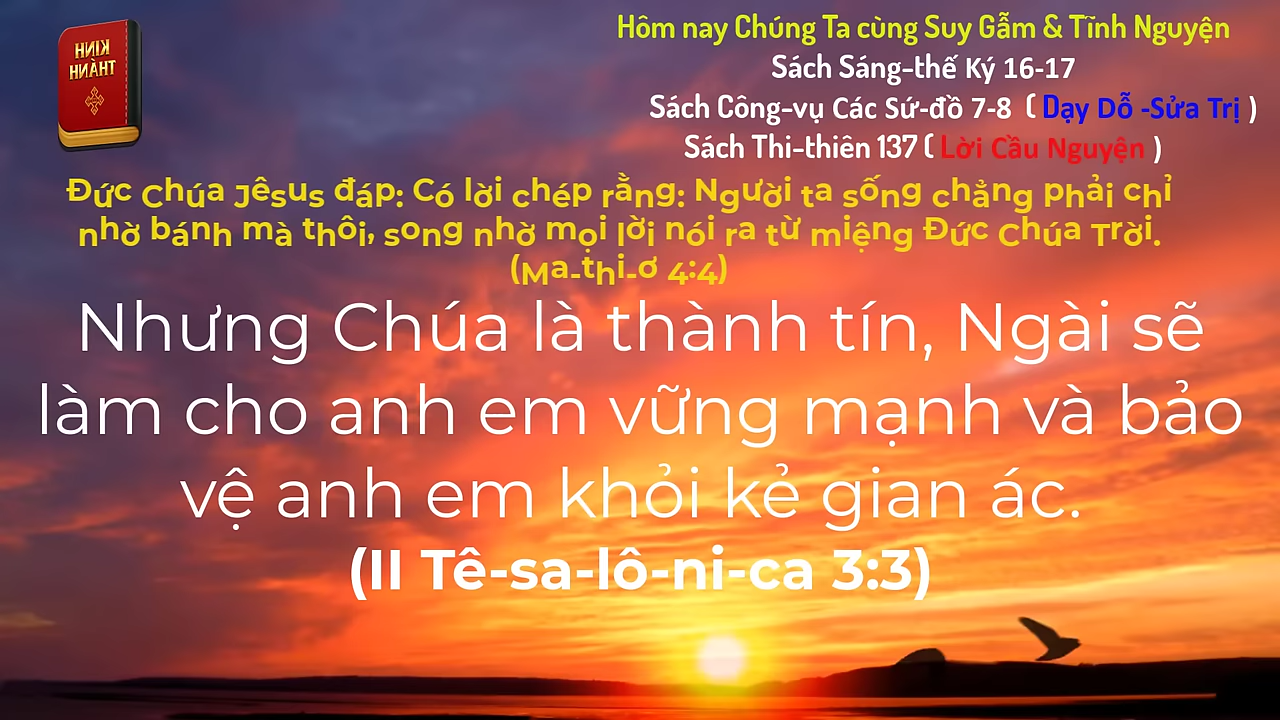 KINH
THÁNH
Hôm nay Chúng Ta cùng Suy Gẫm & Tĩnh Nguyện
Sách Sáng-thế Ký 16-17
Sách Công-vụ Các Sứ-đồ 7-8 ( Dạy Dỗ -Sửa Trị )
Sách Thi-thiên 137 ( Lời Cầu Nguyện )
Đức Chúa Jêsus đáp: Có lời chép rằng: Người ta sống chẳng phải chỉ
nhờ bánh mà thôi, song nhờ mọi lời nói ra từ miệng Đức Chúa Trời.
(Ma-thi-ơ 4:4)
Nhưng Chúa là thành tín, Ngài sẽ
làm cho anh em vững mạnh và bảo
vệ anh em khỏi kẻ gian ác.
(II Tê-sa-lô-ni-ca 3:3)